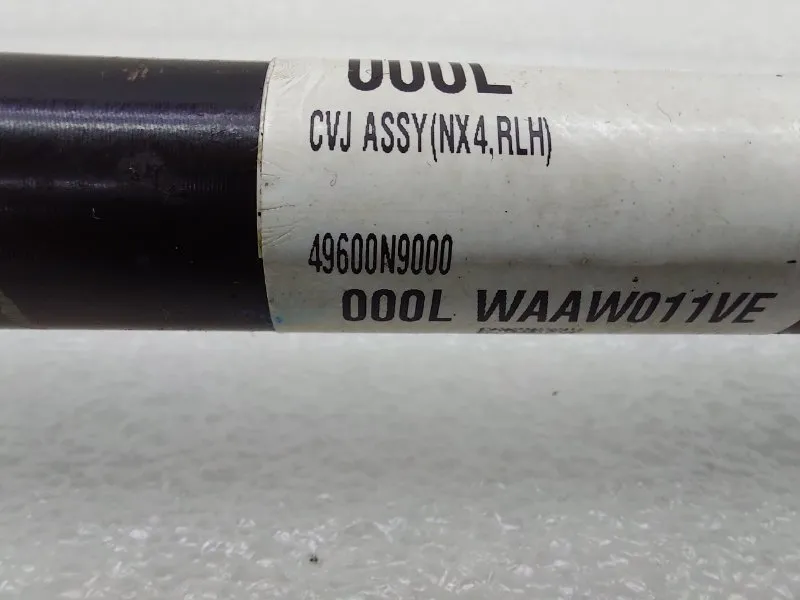 000L
CVJ ASSY(NX4,RLH)
49600N9000
000L WAAW011VE